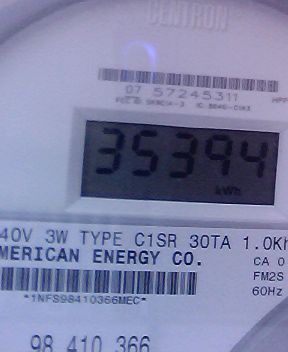 CENTRON
07 57245311
35394
kWh
40V 3W TYPE C1SR 30TA 1.0Kh
MERICAN ENERGY CO.
CA 0
FM2S
60Hz
*1NFS98410366MEC*
98 410 366